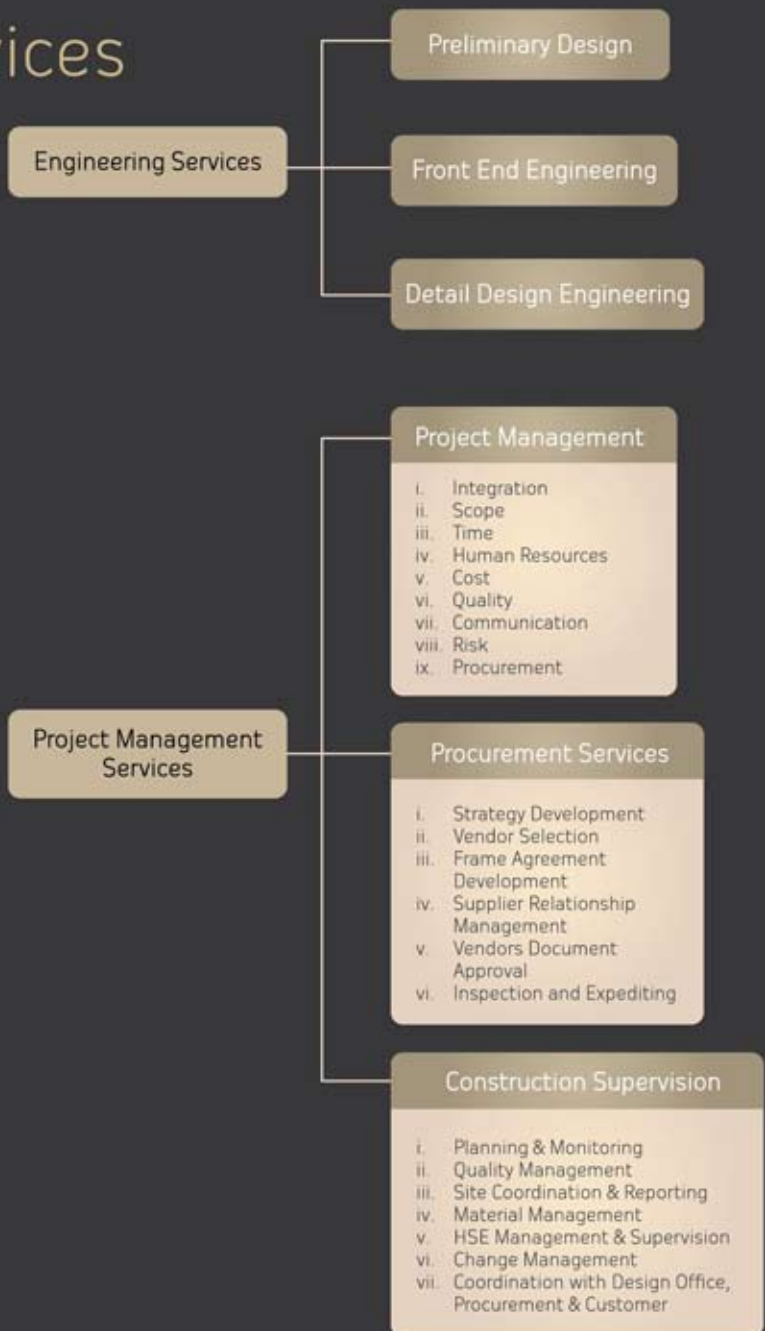 ices
Engineering Services
Preliminary Design
Front End Engineering
Detail Design Engineering
Project Management
Services
Project Management
i. Integration
ii. Scope
iii. Time
iv. Human Resources
v. Cost
vi. Quality
vii. Communication
viii. Risk
ix. Procurement
Procurement Services
i. Strategy Development
ii. Vendor Selection
iii. Frame Agreement
Development
iv. Supplier Relationship
Management
v. Vendors Document
Approval
vi. Inspection and Expediting
Construction Supervision
i. Planning & Monitoring
ii. Quality Management
iii. Site Coordination & Reporting
iv. Material Management
v. HSE Management & Supervision
vi. Change Management
vii. Coordination with Design Office,
Procurement & Customer